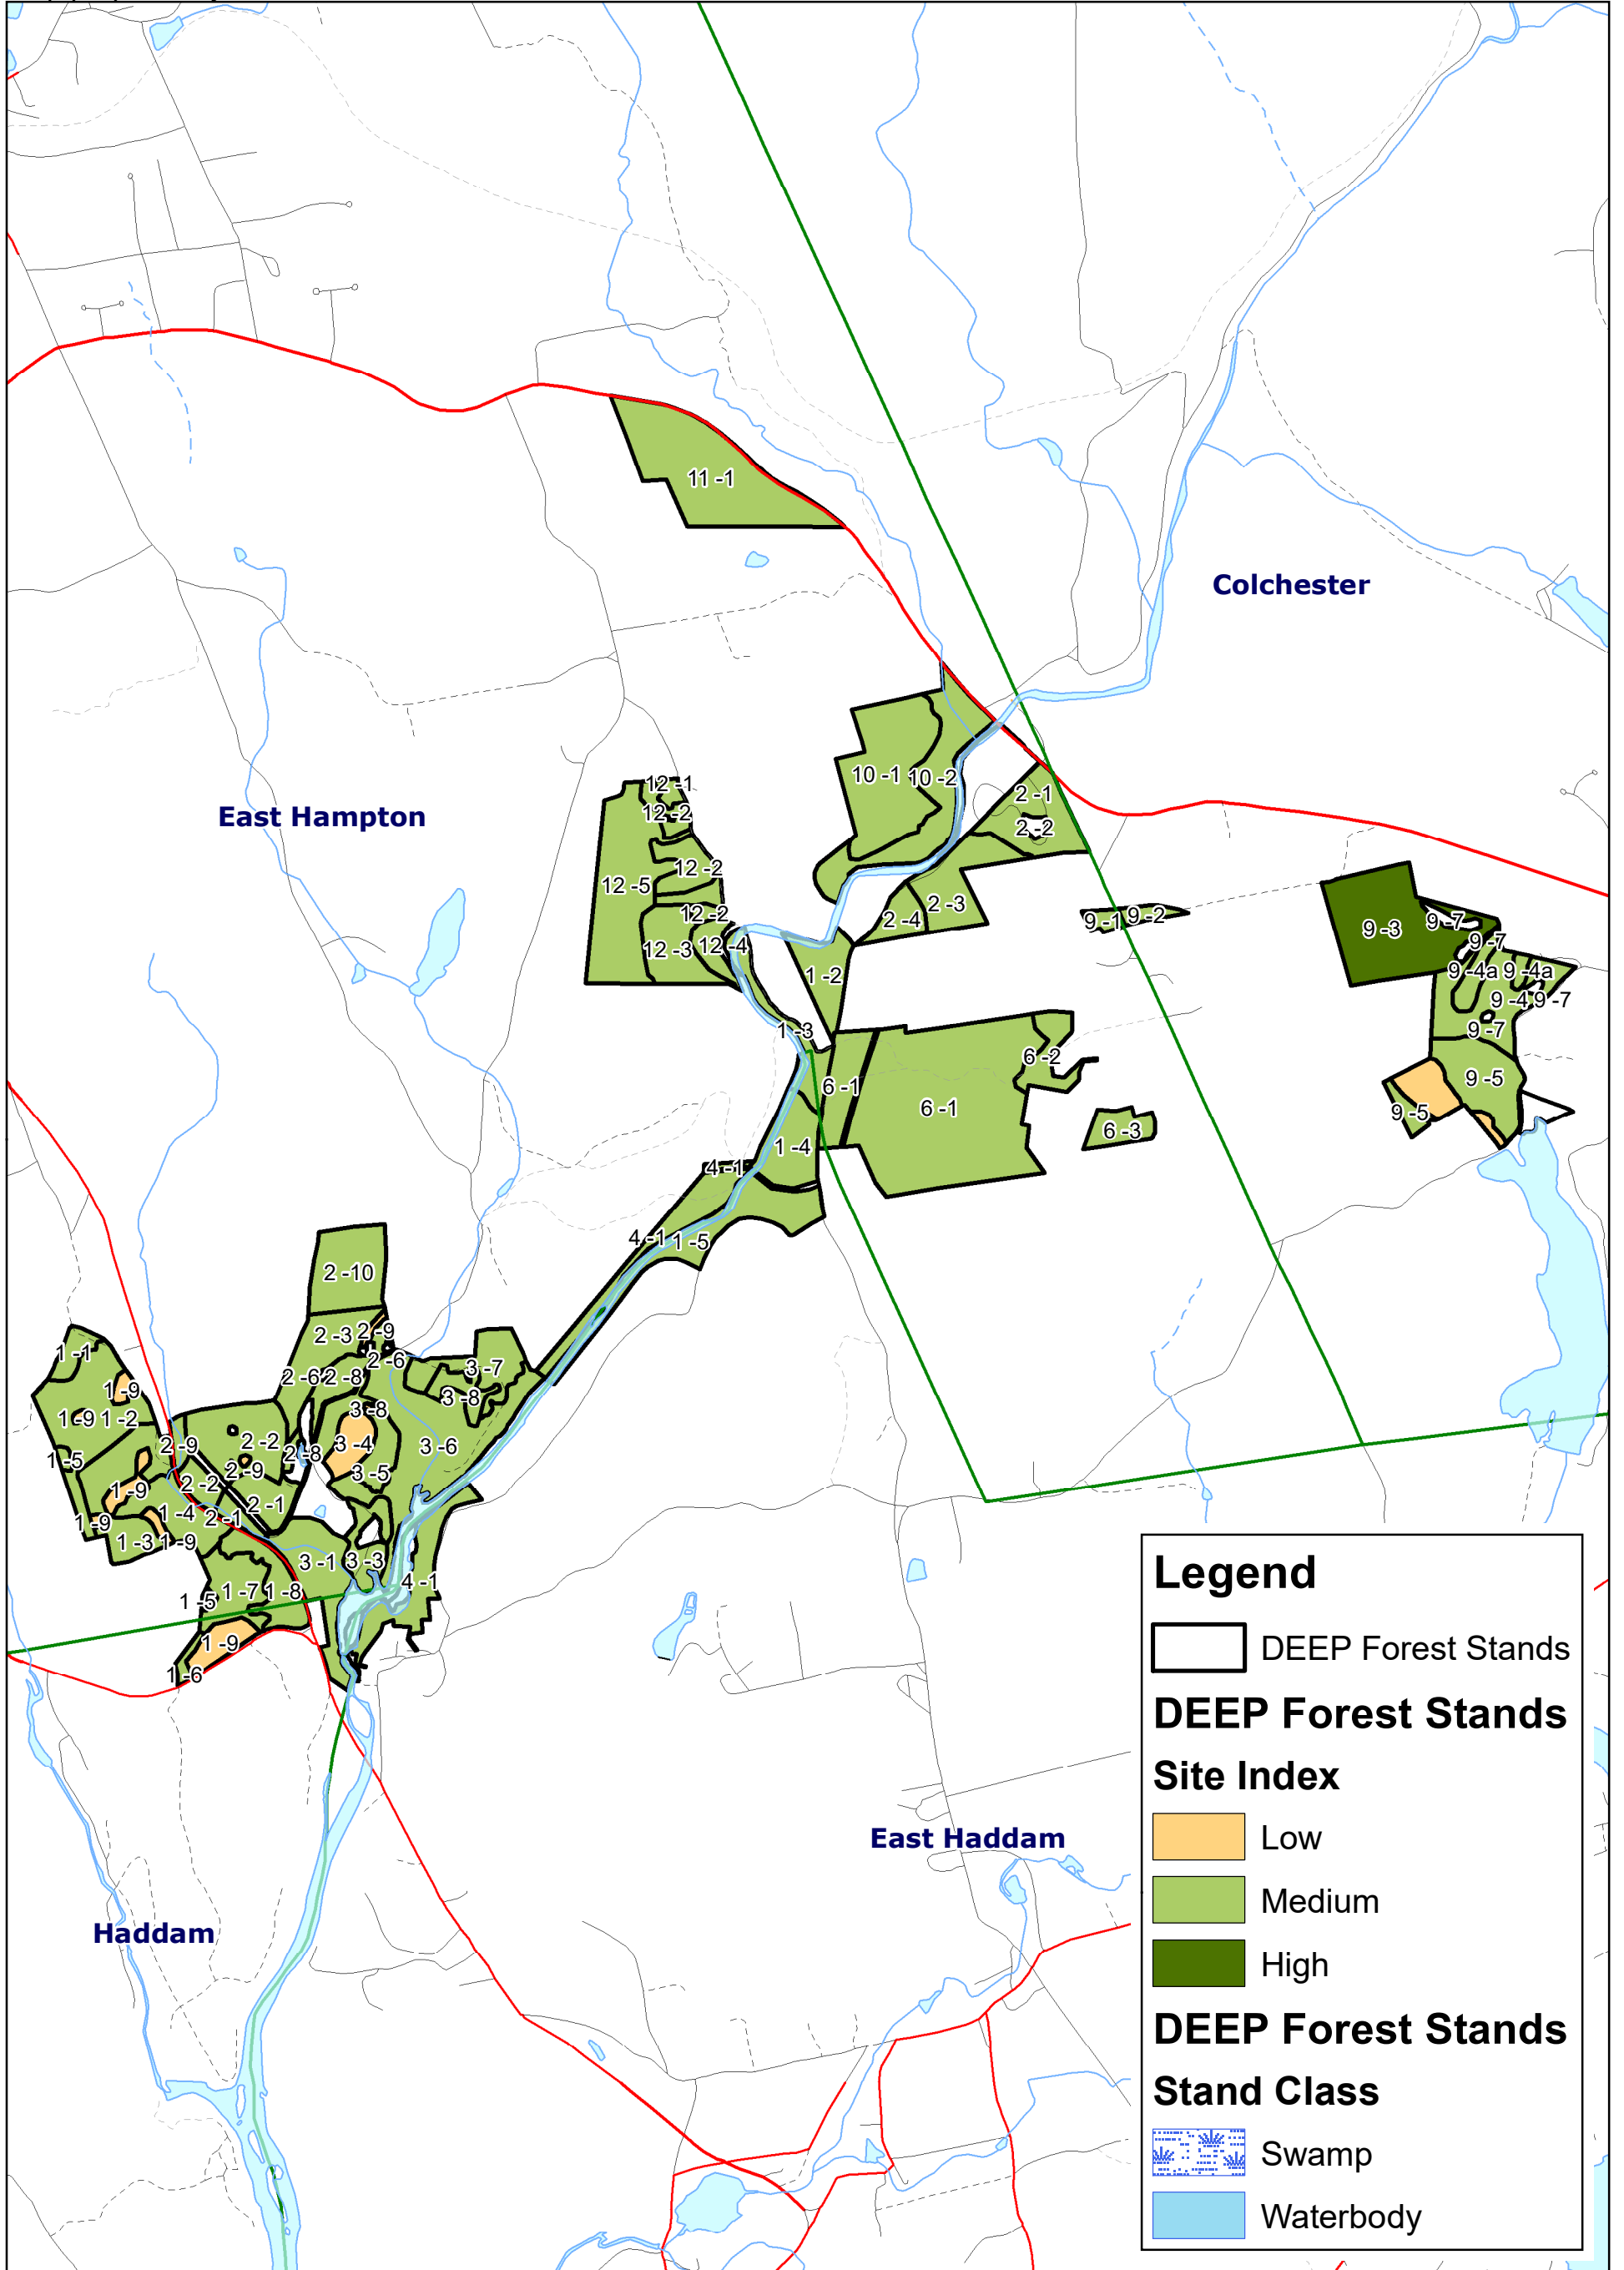 11 -1
Colchester
10 -1 10 -2
12 -1
2 -1
12 -2
East Hampton
2 -2
12 -2
12 -5
2 -3
12 -2
2 -4
9 -1 9 -2
9 -3
9 -7
12 -3 12 -4
9 -7
1 -2
9 -4a 9 -4a
9 -4 9 -7
1 -3
9 -7
6 -2
6 -1
9 -5
6 -1
9 -5
6 -3
1 -4
4 -1
4 -1 1 -5
2 -10
2 -3 2 -9
1 -1
2 -6
3 -7
2 -6 2 -8
1 -9
3 -8
3 -8
1 -9 1 -2
2 -9
2 -2
3 -4
3 -6
2 -8
1 -5
2 -9
3 -5
2 -2
1 -9
2 -1
1 -4
2 -1
1 -9
1 -3 1 -9
3 -1 3 -3
4 -1
1 -7 1 -8
1 -5
1 -9
1 -6
East Haddam
Haddam
Legend
DEEP Forest Stands
DEEP Forest Stands
Site Index
Low
Medium
High
DEEP Forest Stands
Stand Class
Swamp
Waterbody